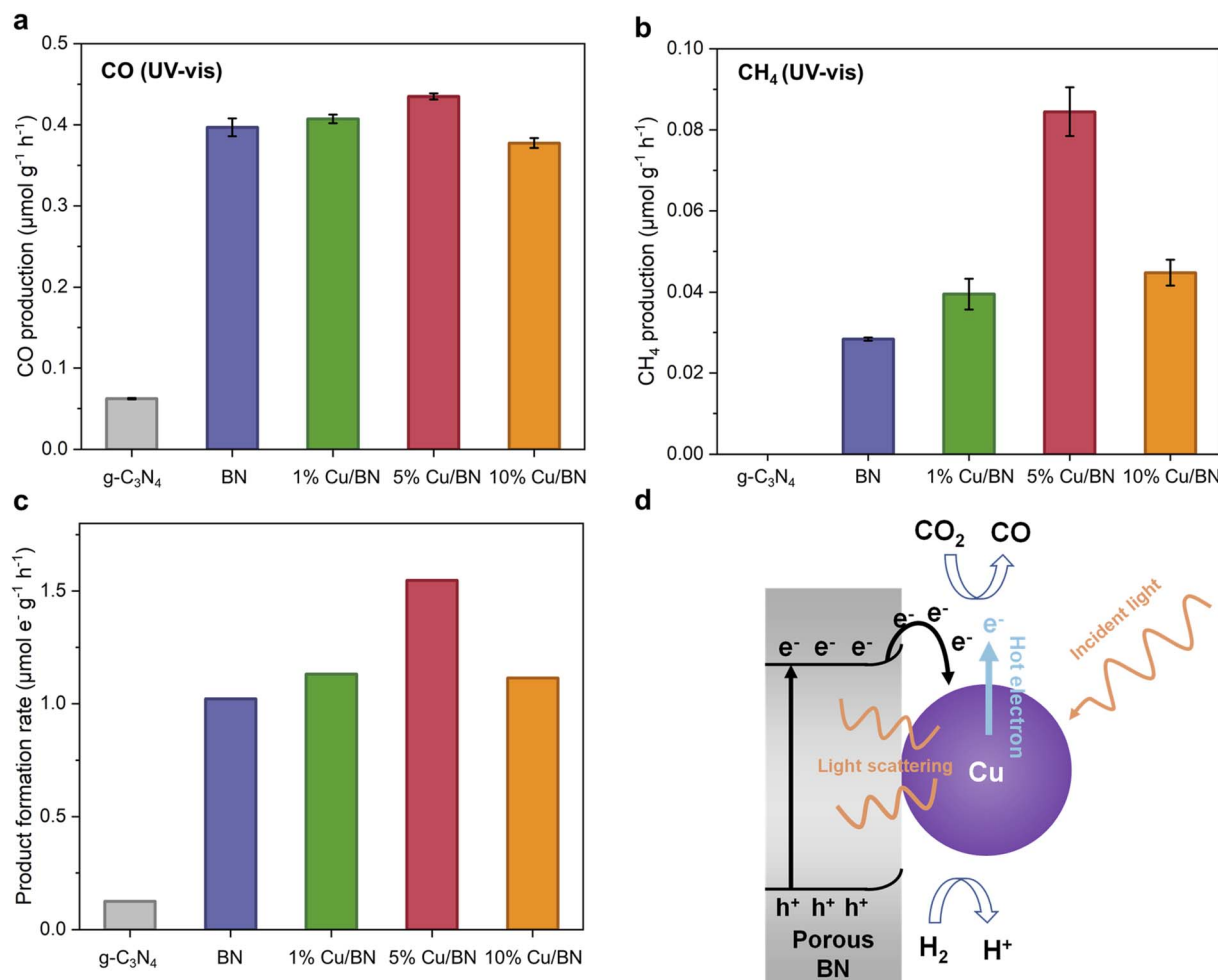 a
CO (UV-vis)
CO production (µmol g⁻¹ h⁻¹)
0.5
0.4
0.3
0.2
0.1
0.0
g-C₃N₄ BN 1% Cu/BN 5% Cu/BN 10% Cu/BN
b
CH₄ (UV-vis)
CH₄ production (µmol g⁻¹ h⁻¹)
0.10
0.08
0.06
0.04
0.02
0.00
g-C₃N₄ BN 1% Cu/BN 5% Cu/BN 10% Cu/BN
c
Product formation rate (µmol e⁻ g⁻¹ h⁻¹)
1.5
1.0
0.5
0.0
g-C₃N₄ BN 1% Cu/BN 5% Cu/BN 10% Cu/BN
d
CO₂ CO
Incident light
e⁻ e⁻ e⁻
e⁻ e⁻ e⁻
e⁻
Hot electron
Light scattering
Cu
h⁺ h⁺ h⁺
Porous
BN
H₂ H⁺